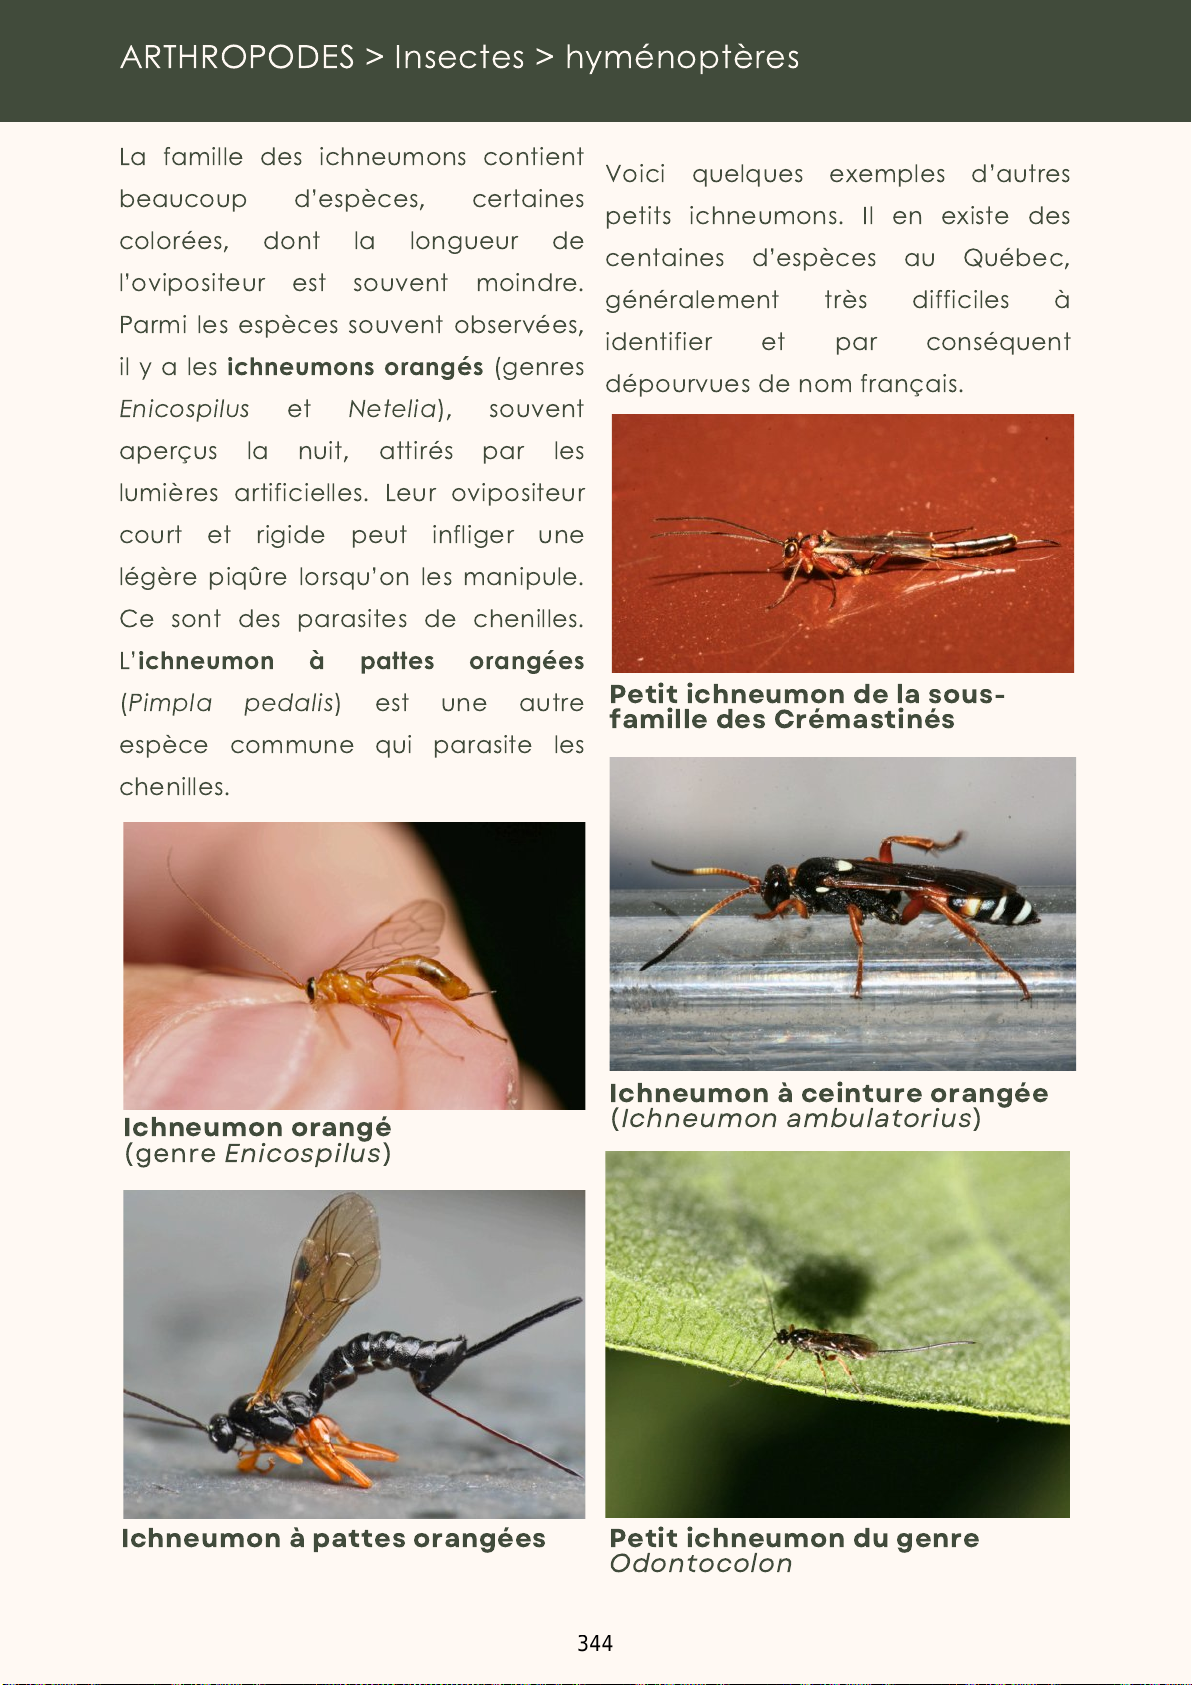 ARTHROPODES > Insectes > hyménoptères
La famille des ichneumons contient
beaucoup d'espèces, certaines
colorées, dont la longueur de
l'ovipositeur est souvent moindre.
Parmi les espèces souvent observées,
il y a les ichneumons orangés (genres
Enicospilus et Netelia), souvent
aperçus la nuit, attirés par les
lumières artificielles. Leur ovipositeur
court et rigide peut infliger une
légère piqûre lorsqu'on les manipule.
Ce sont des parasites de chenilles.
L'ichneumon à pattes orangées
(Pimpla pedalis) est une autre
espèce commune qui parasite les
chenilles.
Ichneumon orangé
(genre Enicospilus)
Ichneumon à pattes orangées
Voici quelques exemples d'autres
petits ichneumons. Il en existe des
centaines d'espèces au Québec,
généralement très difficiles à
identifier et par conséquent
dépourvues de nom français.
Petit ichneumon de la sous-
famille des Crémastinés
Ichneumon à ceinture orangée
(Ichneumon ambulatorius)
Petit ichneumon du genre
Odontocolon
344